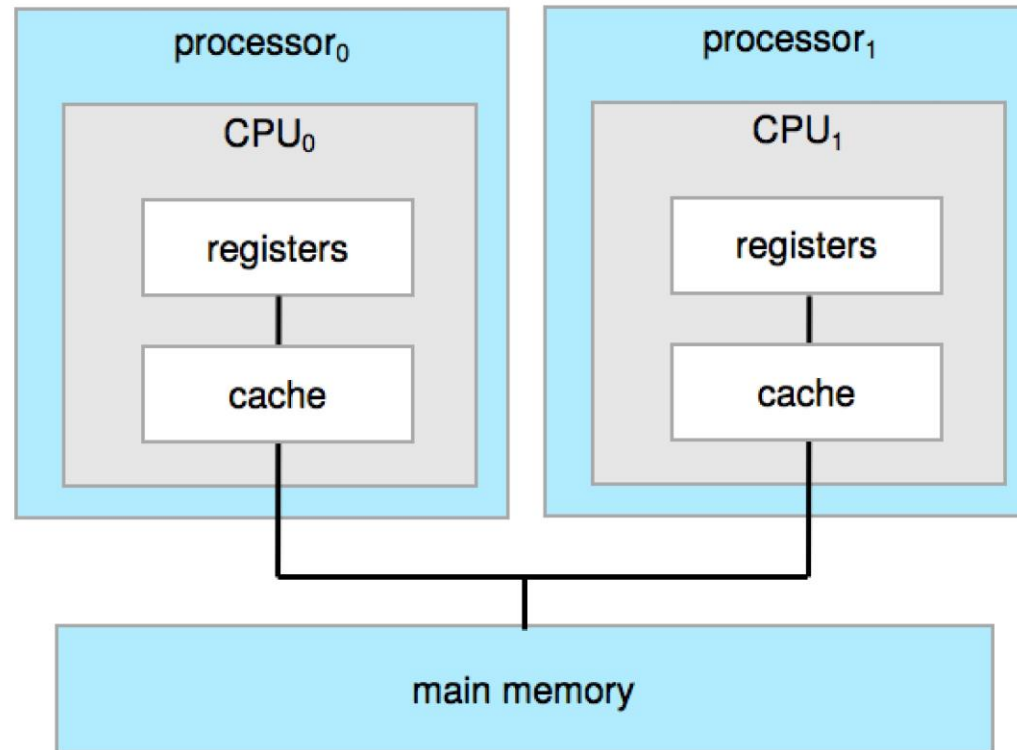 processor₀
processor₁
CPU₀
CPU₁
registers
registers
cache
cache
main memory